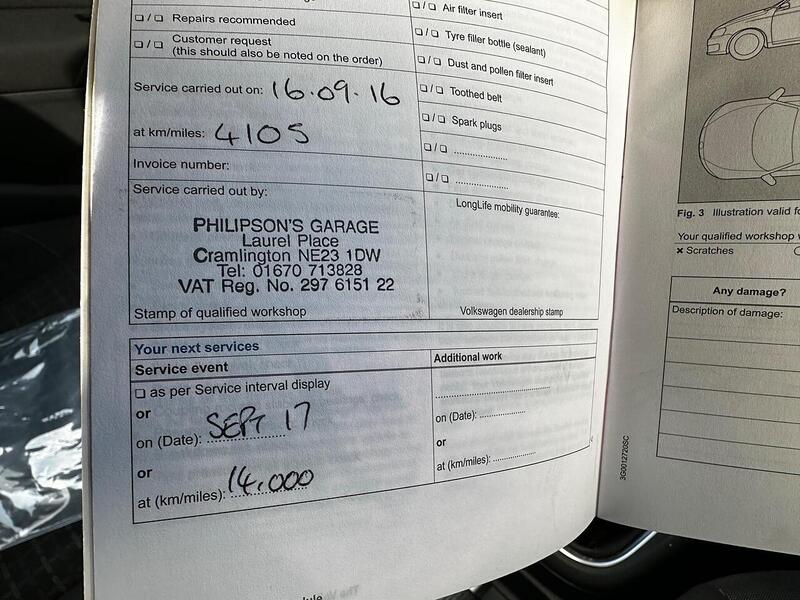 ❏ / ❏ Repairs recommended
❏ / ❏ Customer request
(this should also be noted on the order)
Service carried out on: 16.09.16
at km/miles: 4105
Invoice number:
Service carried out by:
PHILIPSON'S GARAGE
Laurel Place
Cramlington NE23 1DW
Tel: 01670 713828
VAT Reg. No. 297 6151 22
Stamp of qualified workshop
❏ / ❏ Air filter insert
❏ / ❏ Tyre filler bottle (sealant)
❏ / ❏ Dust and pollen filter insert
❏ / ❏ Toothed belt
❏ / ❏ Spark plugs
❏ / ❏ ....................
❏ / ❏ ....................
LongLife mobility guarantee:
Volkswagen dealership stamp
Your next services
Service event
❏ as per Service interval display
or
on (Date): SEPT 17
or
at (km/miles): 14,000
Additional work
....................
on (Date): ....................
or
at (km/miles): ....................
3G0012720SC
Fig. 3 Illustration valid
Your qualified workshop
× Scratches
Any damage?
Description of damage: